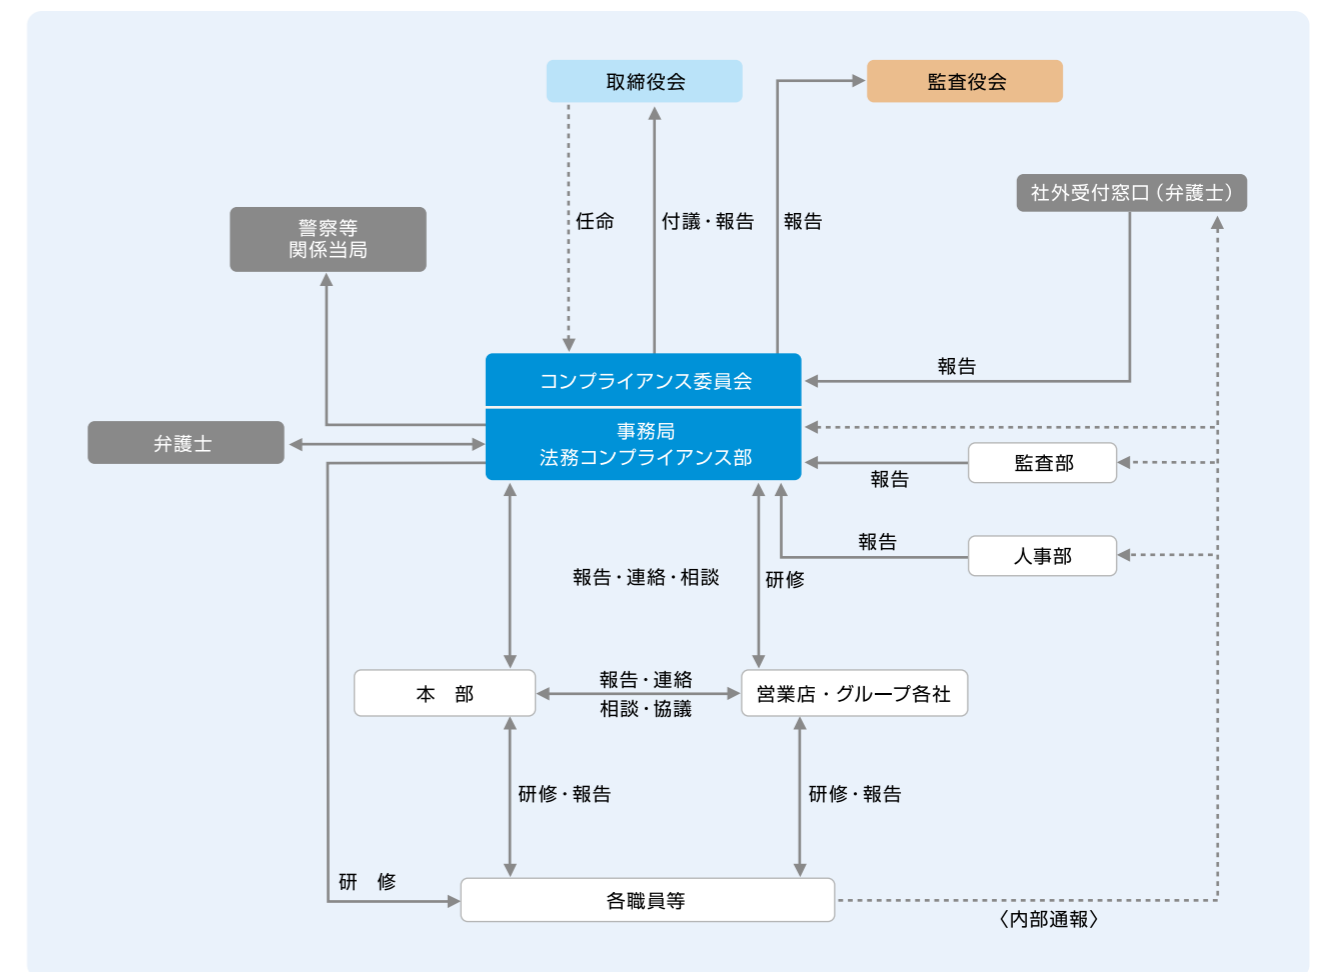 取締役会
監査役会
社外受付窓口（弁護士）
警察等
関係当局
任命
付議・報告
報告
報告
コンプライアンス委員会
事務局
法務コンプライアンス部
弁護士
監査部
報告
報告
人事部
報告・連絡・相談
研修
本　部
報告・連絡
相談・協議
営業店・グループ各社
研修・報告
研修・報告
研　修
各職員等
〈内部通報〉